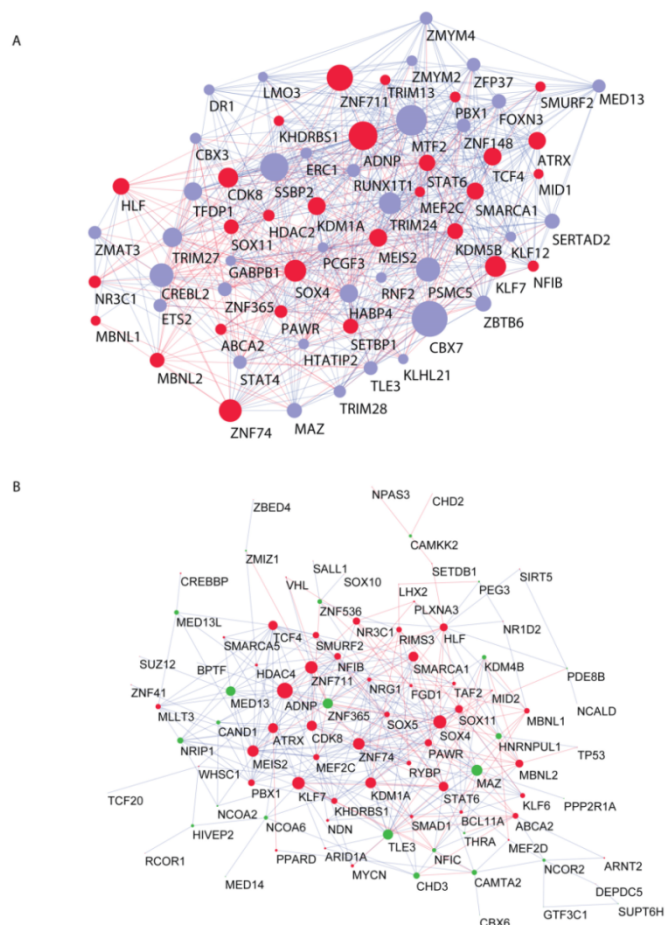 A
ZMYM4
ZMYM2
ZFP37
MED13
LMO3
TRIM13
SMURF2
DR1
ZNF711
PBX1
FOXN3
KHDRBS1
MTF2
ZNF148
ATRX
CBX3
ADNP
ERC1
TCF4
SSBP2
STAT6
MID1
CDK8
RUNX1T1
HLF
TFDP1
MEF2C
SMARCA1
HDAC2
KDM1A
TRIM24
SOX11
SERTAD2
ZMAT3
TRIM27
MEIS2
KDM5B
KLF12
GABPB1
PCGF3
NFIB
NR3C1
CREBL2
SOX4
RNF2
PSMC5
KLF7
ZNF365
HABP4
ZBTB6
ETS2
PAWR
MBNL1
ABCA2
SETBP1
CBX7
HTATIP2
MBNL2
STAT4
KLHL21
TLE3
TRIM28
ZNF74
MAZ
B
NPAS3
CHD2
ZBED4
CAMKK2
ZMIZ1
SALL1
SETDB1
SIRT5
CREBBP
VHL
SOX10
LHX2
PEG3
MED13L
ZNF536
PLXNA3
TCF4
NR3C1
NR1D2
SMARCA5
SMURF2
RIMS3
HLF
SUZ12
BPTF
NFIB
SMARCA1
KDM4B
HDAC4
ZNF711
PDE8B
ZNF41
MED13
NRG1
TAF2
MID2
ADNP
FGD1
NCALD
MLLT3
ZNF365
SOX11
MBNL1
CAND1
SOX5
SOX4
ATRX
CDK8
HNRNPUL1
NRIP1
ZNF74
PAWR
TP53
MEIS2
MEF2C
RYBP
MBNL2
WHSC1
MAZ
PBX1
KLF7
KDM1A
STAT6
KLF6
TCF20
KHDRBS1
PPP2R1A
NCOA2
SMAD1
BCL11A
ABCA2
HIVEP2
NCOA6
NDN
THRA
TLE3
MEF2D
RCOR1
PPARD
ARID1A
NFIC
ARNT2
MYCN
NCOR2
MED14
CHD3
CAMTA2
DEPDC5
GTF3C1
SUPT6H
CBX6